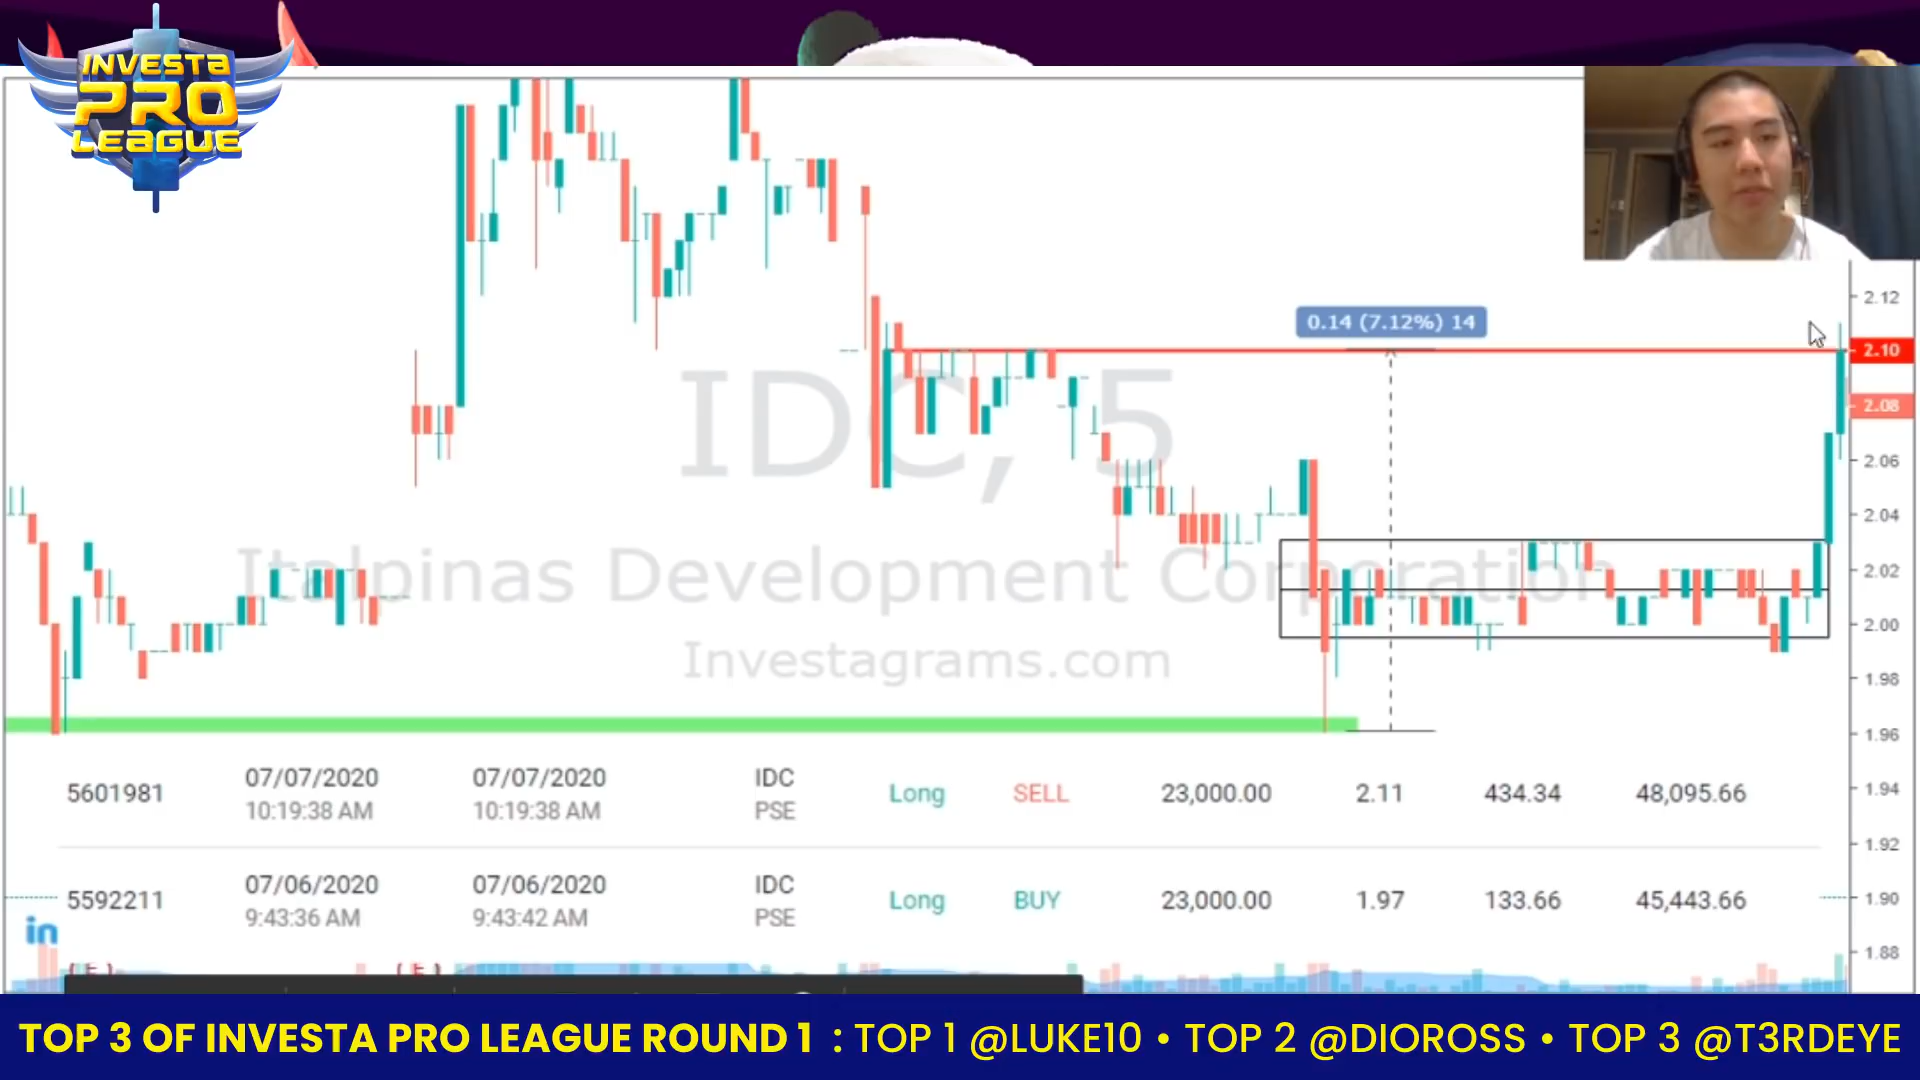 INVESTA
PRO
LEAGUE
0.14 (7.12%) 14
IDC, 5
Italpinas Development Corporation
Investagrams.com
2.12
2.10
2.08
2.06
2.04
2.02
2.00
1.98
1.96
1.94
1.92
1.90
1.88
5601981 07/07/2020 10:19:38 AM 07/07/2020 10:19:38 AM IDC PSE Long SELL 23,000.00 2.11 434.34 48,095.66
5592211 07/06/2020 9:43:36 AM 07/06/2020 9:43:42 AM IDC PSE Long BUY 23,000.00 1.97 133.66 45,443.66
in
(E) (E)
TOP 3 OF INVESTA PRO LEAGUE ROUND 1 : TOP 1 @LUKE10 • TOP 2 @DIOROSS • TOP 3 @T3RDEYE